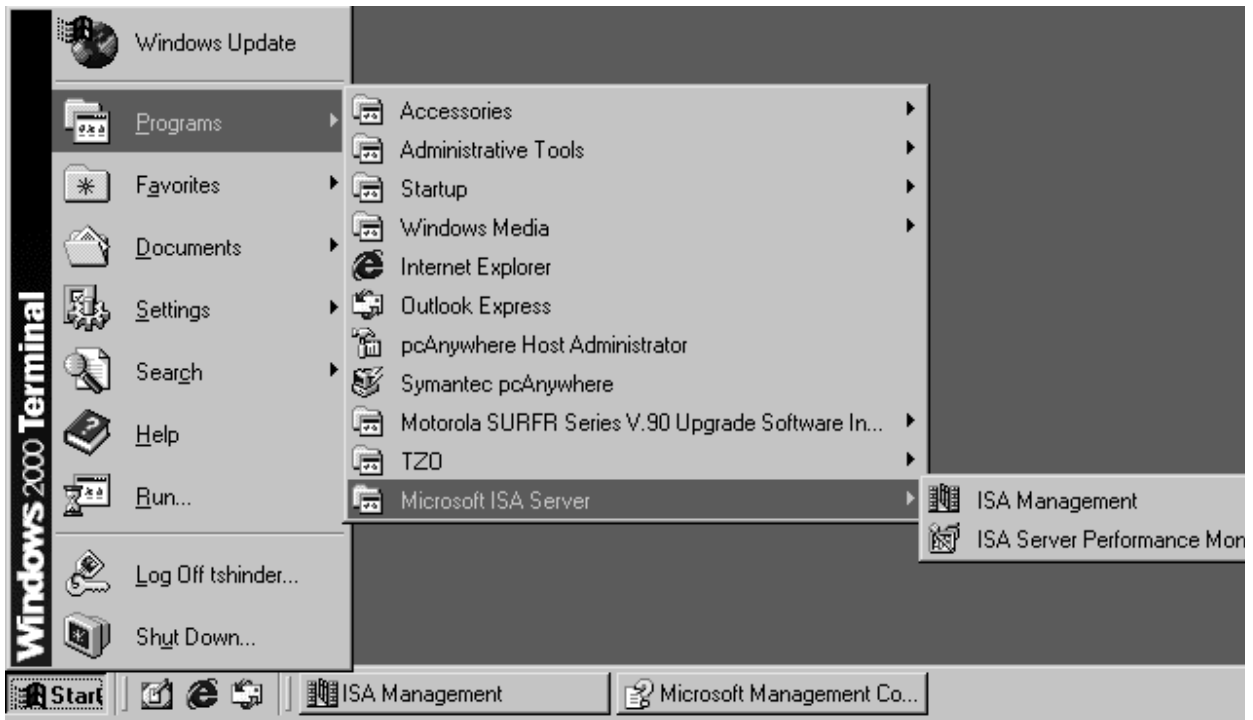 Windows 2000 Terminal
Windows Update
Programs
Favorites
Documents
Settings
Search
Help
Run...
Log Off tshinder...
Shut Down...
Accessories
Administrative Tools
Startup
Windows Media
Internet Explorer
Outlook Express
pcAnywhere Host Administrator
Symantec pcAnywhere
Motorola SURFR Series V.90 Upgrade Software In...
TZO
Microsoft ISA Server
ISA Management
ISA Server Performance Mon
Start
ISA Management
Microsoft Management Co...